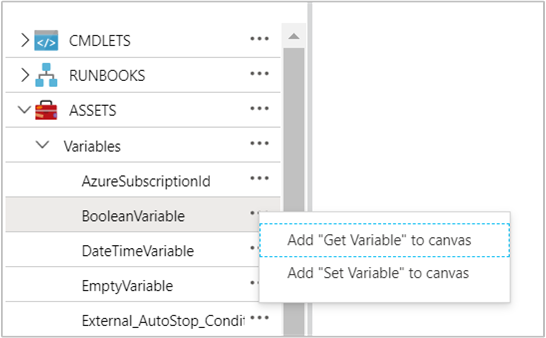 CMDLETS
RUNBOOKS
ASSETS
Variables
AzureSubscriptionId
BooleanVariable
Add "Get Variable" to canvas
DateTimeVariable
Add "Set Variable" to canvas
EmptyVariable
External_AutoStop_Condit